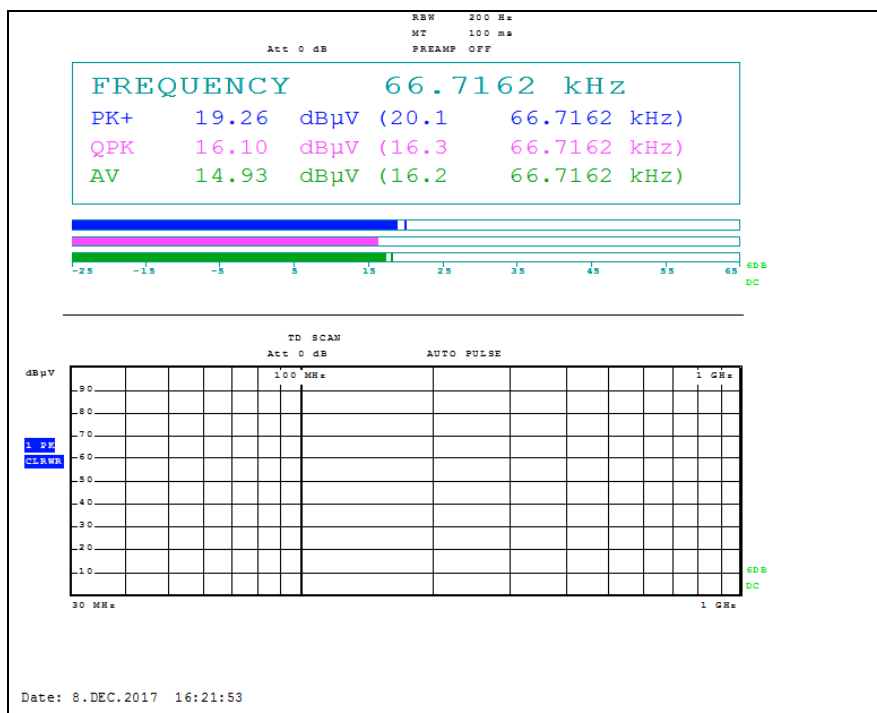 RBW 200 Hz
MT 100 ms
Att 0 dB PREAMP OFF
FREQUENCY 66.7162 kHz
PK+ 19.26 dBµV (20.1 66.7162 kHz)
QPK 16.10 dBµV (16.3 66.7162 kHz)
AV 14.93 dBµV (16.2 66.7162 kHz)
-25 -15 -5 5 15 25 35 45 55 65
6DB
DC
TD SCAN
Att 0 dB AUTO PULSE
dBµV
100 MHz 1 GHz
90
80
70
1 PK
CLRWR
60
50
40
30
20
10
6DB
DC
30 MHz 1 GHz
Date: 8.DEC.2017 16:21:53